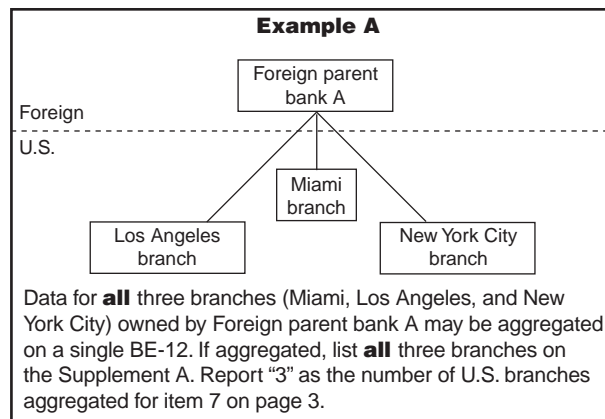 Example A
Foreign parent
bank A
Foreign
U.S.
Miami
branch
Los Angeles
branch
New York City
branch
Data for all three branches (Miami, Los Angeles, and New
York City) owned by Foreign parent bank A may be aggregated
on a single BE-12. If aggregated, list all three branches on
the Supplement A. Report “3” as the number of U.S. branches
aggregated for item 7 on page 3.